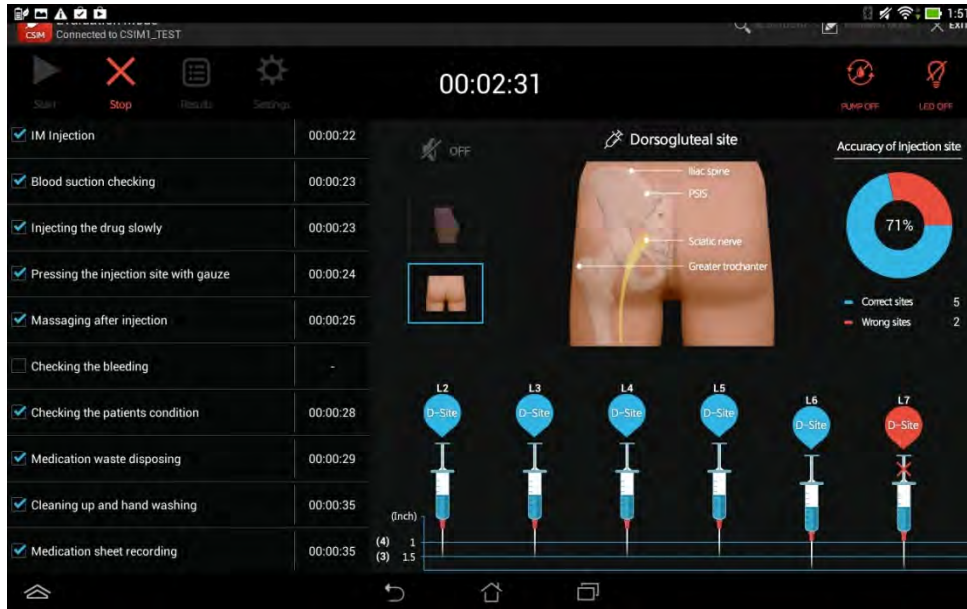 1:51
CSIM
Connected to CSIM1_TEST
EXIT
Start
Stop
Results
Settings
00:02:31
PUMP OFF
LED OFF
IM Injection 00:00:22
Blood suction checking 00:00:23
Injecting the drug slowly 00:00:23
Pressing the injection site with gauze 00:00:24
Massaging after injection 00:00:25
Checking the bleeding -
Checking the patients condition 00:00:28
Medication waste disposing 00:00:29
Cleaning up and hand washing 00:00:35
Medication sheet recording 00:00:35
OFF
Dorsogluteal site
Iliac spine
PSIS
Sciatic nerve
Greater trochanter
Accuracy of Injection site
71%
Correct sites 5
Wrong sites 2
L2 L3 L4 L5 L6 L7
D-Site D-Site D-Site D-Site D-Site D-Site
(Inch)
(4) 1
(3) 1.5